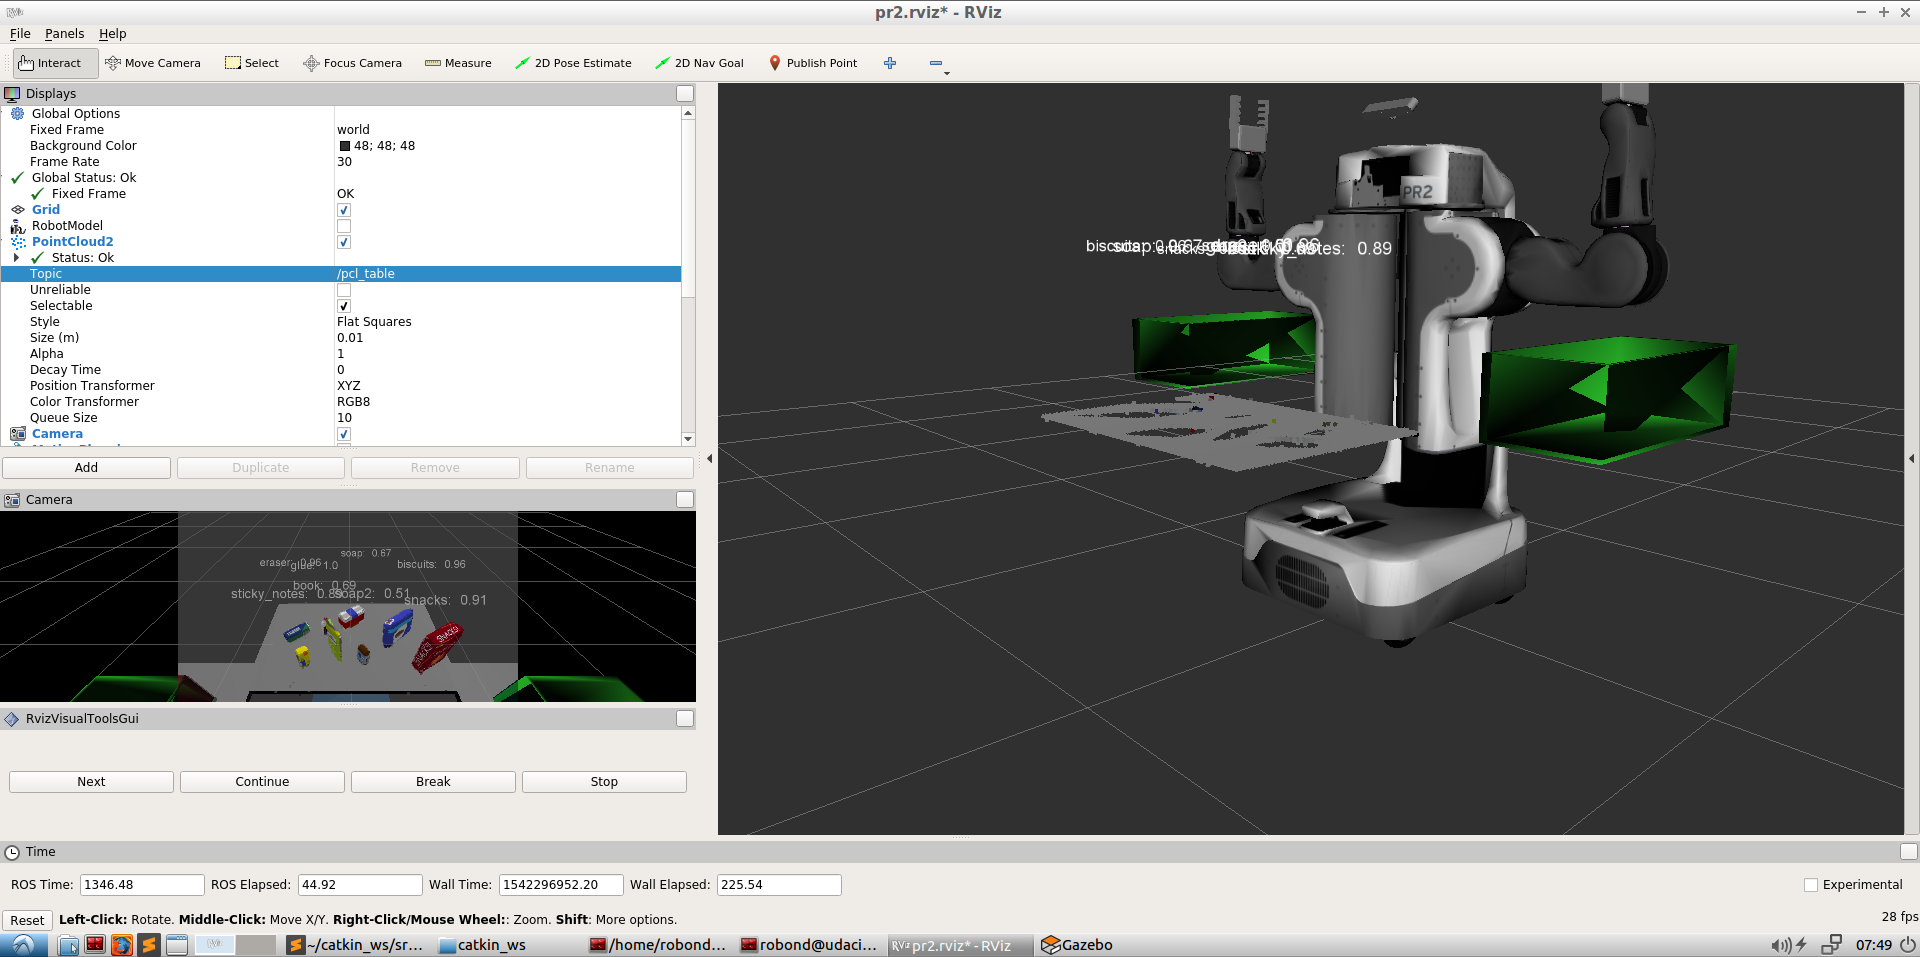 pr2.rviz* - RViz
File Panels Help
Interact Move Camera Select Focus Camera Measure 2D Pose Estimate 2D Nav Goal Publish Point
Displays
Global Options
Fixed Frame world
Background Color 48; 48; 48
Frame Rate 30
Global Status: Ok
Fixed Frame OK
Grid
RobotModel
PointCloud2
Status: Ok
Topic /pcl_table
Unreliable
Selectable
Style Flat Squares
Size (m) 0.01
Alpha 1
Decay Time 0
Position Transformer XYZ
Color Transformer RGB8
Queue Size 10
Camera
Add Duplicate Remove Rename
Camera
soap: 0.67
eraser: 0.96 glue: 1.0 biscuits: 0.96
book: 0.69
sticky_notes: 0.89 soap2: 0.51 snacks: 0.91
SNACKS
RvizVisualToolsGui
Next Continue Break Stop
PR2
biscuits: soap:
snacks sticky_notes: 0.89
Time
ROS Time: 1346.48 ROS Elapsed: 44.92 Wall Time: 1542296952.20 Wall Elapsed: 225.54 Experimental
Reset Left-Click: Rotate. Middle-Click: Move X/Y. Right-Click/Mouse Wheel:: Zoom. Shift: More options. 28 fps
~/catkin_ws/sr... catkin_ws /home/robond... robond@udaci... pr2.rviz* - RViz Gazebo 07:49